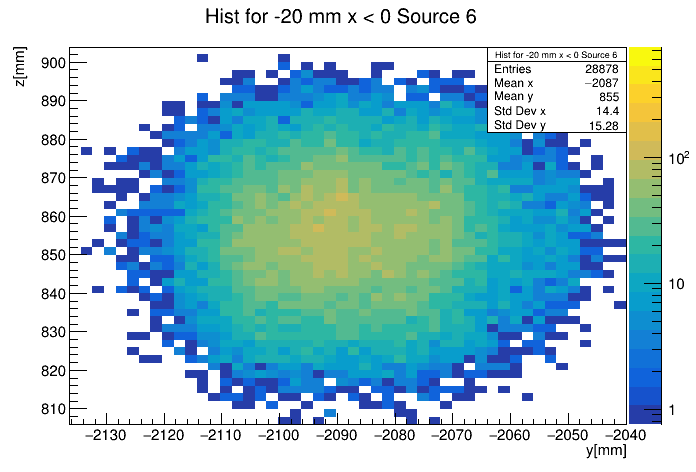 Hist for -20 mm x < 0 Source 6
z[mm]
900
890
880
870
860
850
840
830
820
810
Hist for -20 mm x < 0 Source 6
Entries 28878
Mean x −2087
Mean y 855
Std Dev x 14.4
Std Dev y 15.28
10²
10
1
−2130 −2120 −2110 −2100 −2090 −2080 −2070 −2060 −2050 −2040
y[mm]